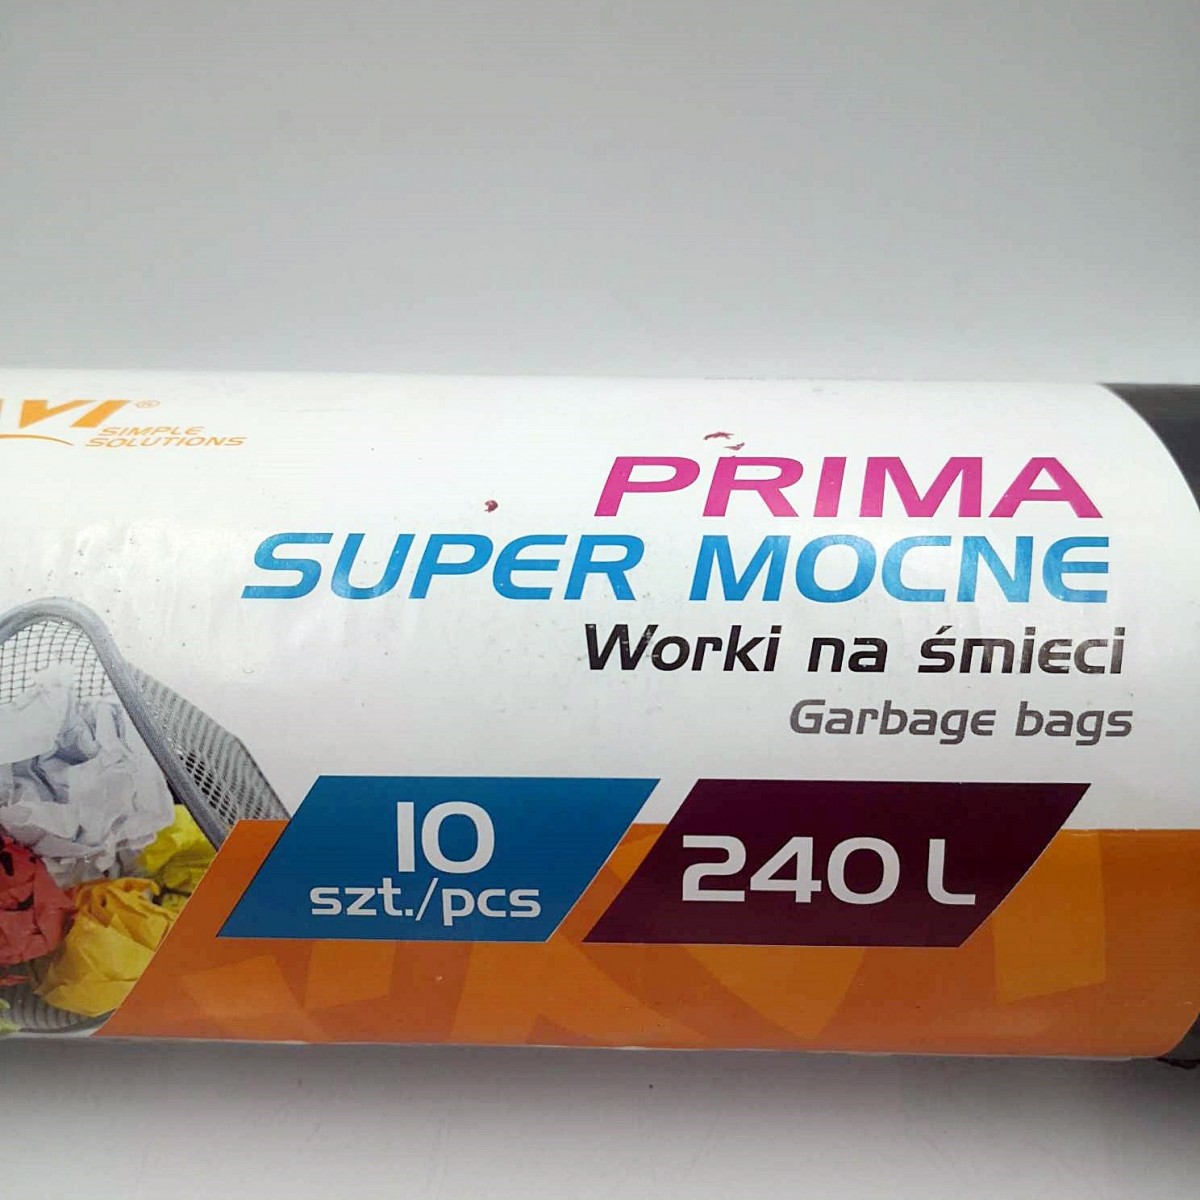 SIMPLE
SOLUTIONS
PRIMA
SUPER MOCNE
Worki na śmieci
Garbage bags
10
szt./pcs
240 L